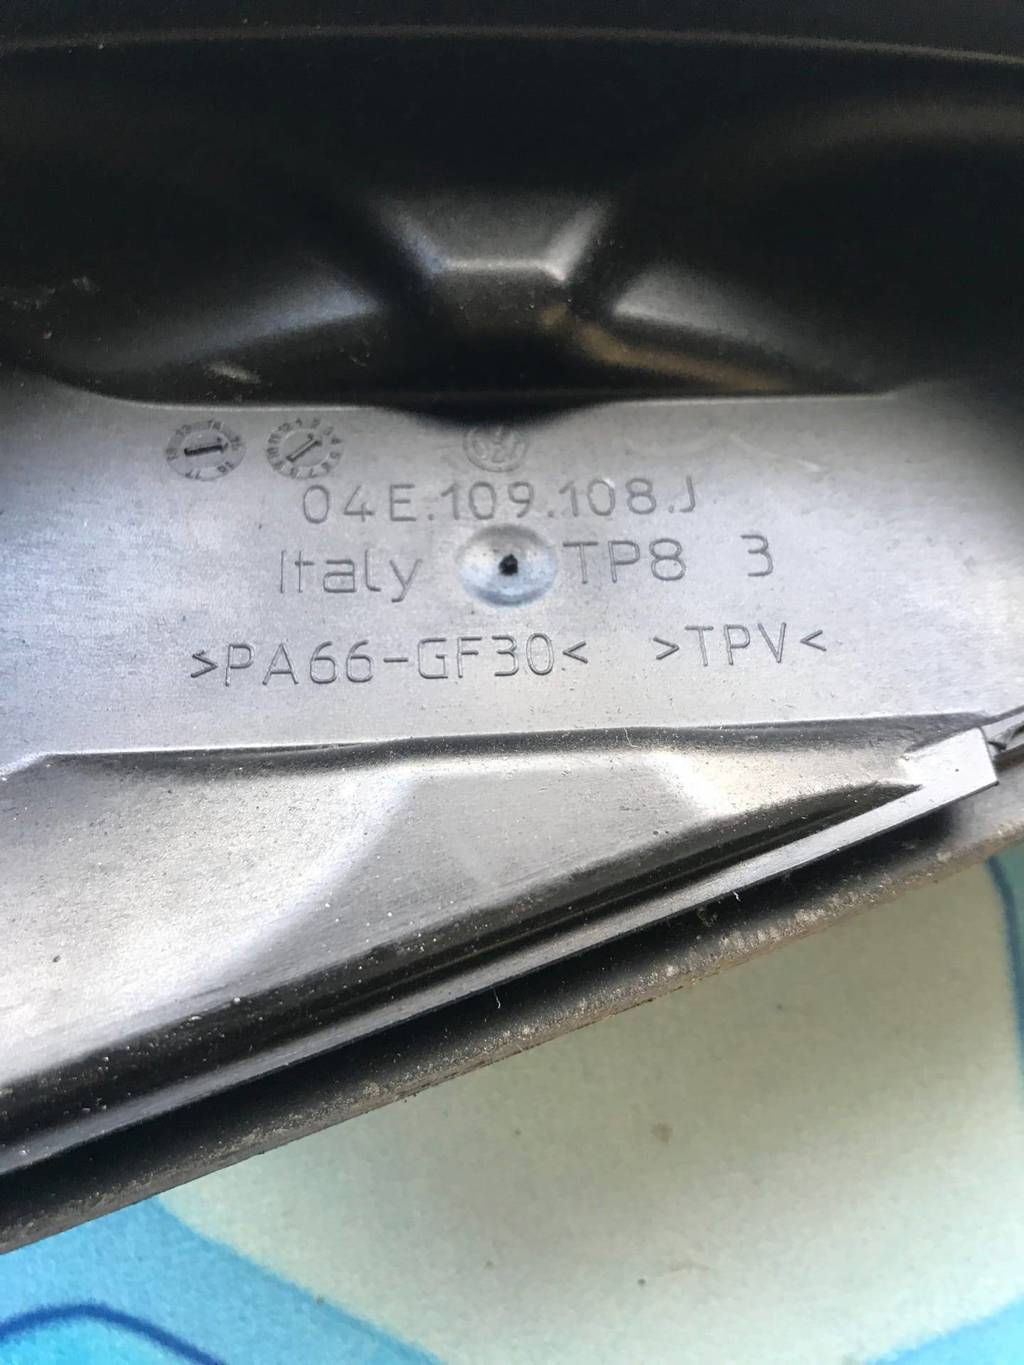 04E.109.108.J
Italy TP8 3
>PA66-GF30< >TPV<